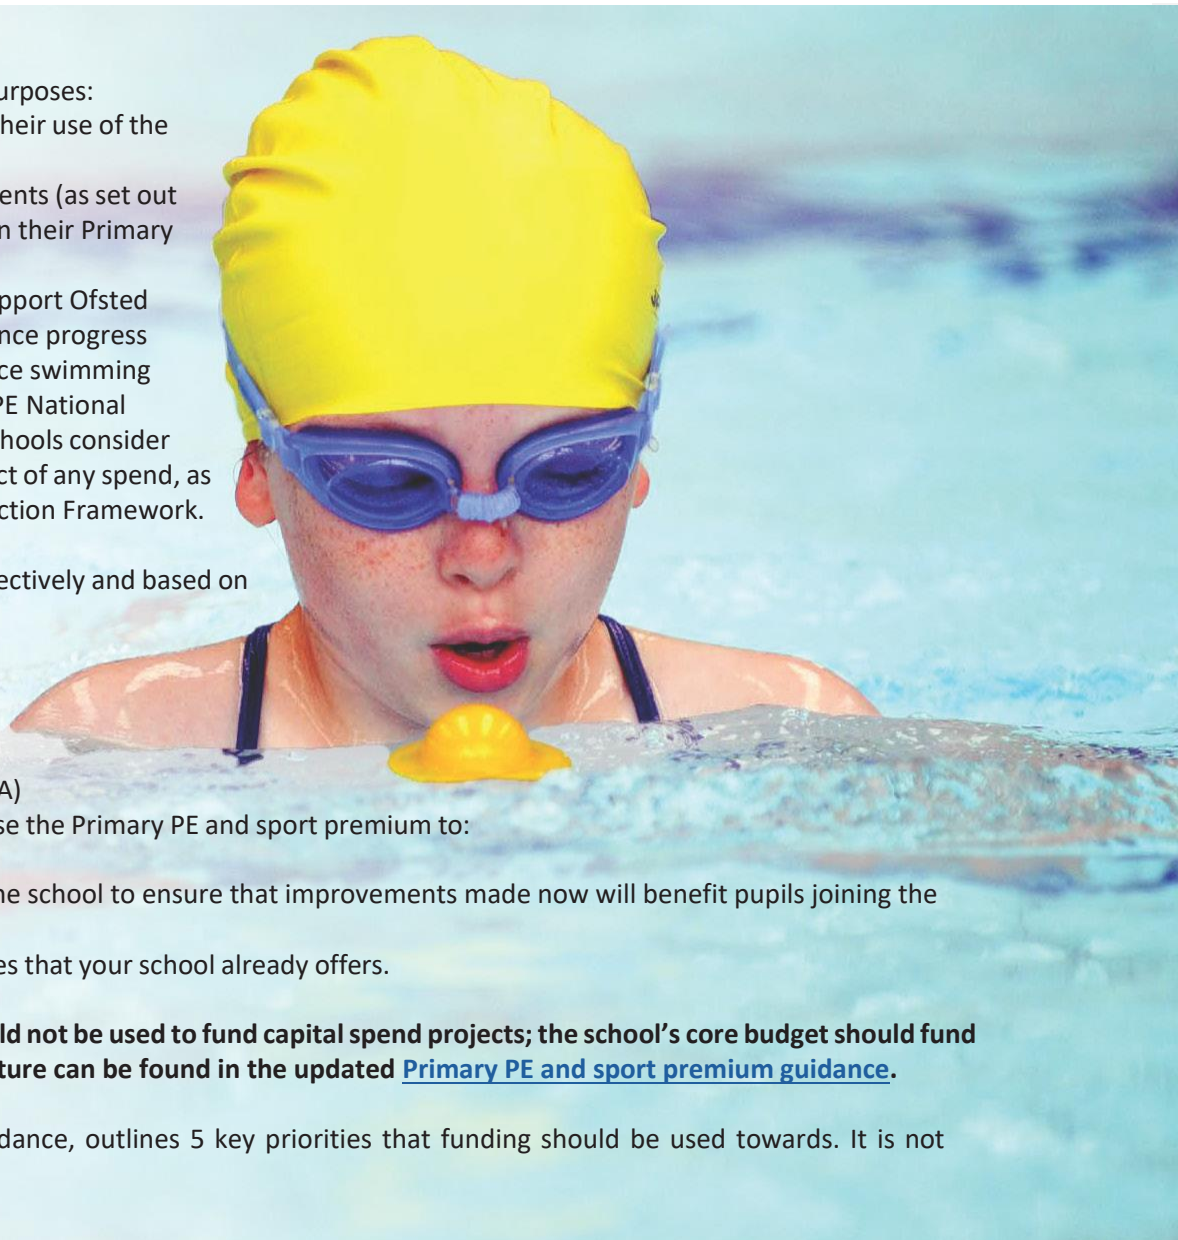 urposes:
heir use of the
ents (as set out
n their Primary
pport Ofsted
nce progress
ce swimming
PE National
chools consider
ct of any spend, as
ction Framework.
ectively and based on
A)
se the Primary PE and sport premium to:
he school to ensure that improvements made now will benefit pupils joining the
es that your school already offers.
ld not be used to fund capital spend projects; the school’s core budget should fund
ture can be found in the updated Primary PE and sport premium guidance.
dance, outlines 5 key priorities that funding should be used towards. It is not